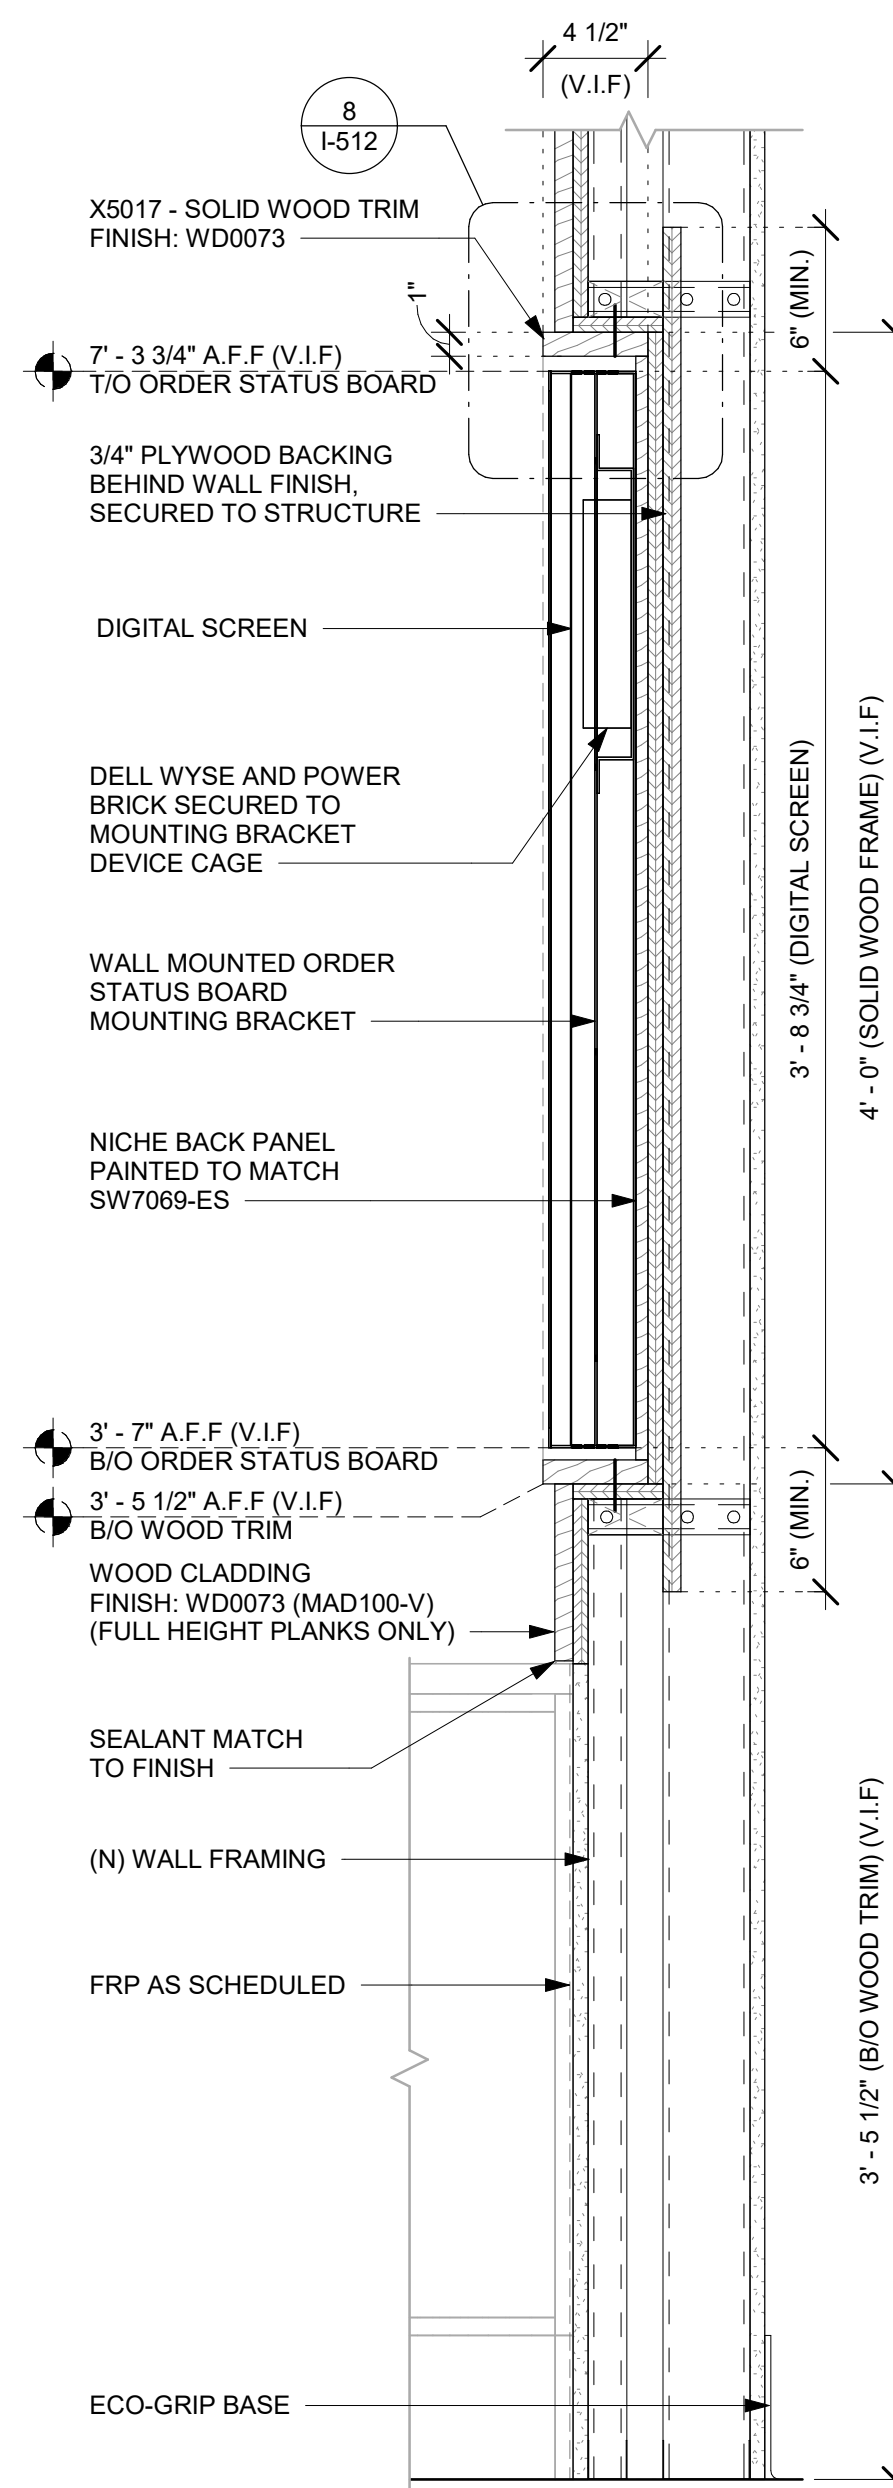 4 1/2"
(V.I.F)
8
I-512
X5017 - SOLID WOOD TRIM
FINISH: WD0073
1"
6" (MIN.)
7' - 3 3/4" A.F.F (V.I.F)
T/O ORDER STATUS BOARD
3/4" PLYWOOD BACKING
BEHIND WALL FINISH,
SECURED TO STRUCTURE
DIGITAL SCREEN
DELL WYSE AND POWER
BRICK SECURED TO
MOUNTING BRACKET
DEVICE CAGE
3' - 8 3/4" (DIGITAL SCREEN)
4' - 0" (SOLID WOOD FRAME) (V.I.F)
WALL MOUNTED ORDER
STATUS BOARD
MOUNTING BRACKET
NICHE BACK PANEL
PAINTED TO MATCH
SW7069-ES
3' - 7" A.F.F (V.I.F)
B/O ORDER STATUS BOARD
3' - 5 1/2" A.F.F (V.I.F)
B/O WOOD TRIM
6" (MIN.)
WOOD CLADDING
FINISH: WD0073 (MAD100-V)
(FULL HEIGHT PLANKS ONLY)
SEALANT MATCH
TO FINISH
(N) WALL FRAMING
FRP AS SCHEDULED
3' - 5 1/2" (B/O WOOD TRIM) (V.I.F)
ECO-GRIP BASE